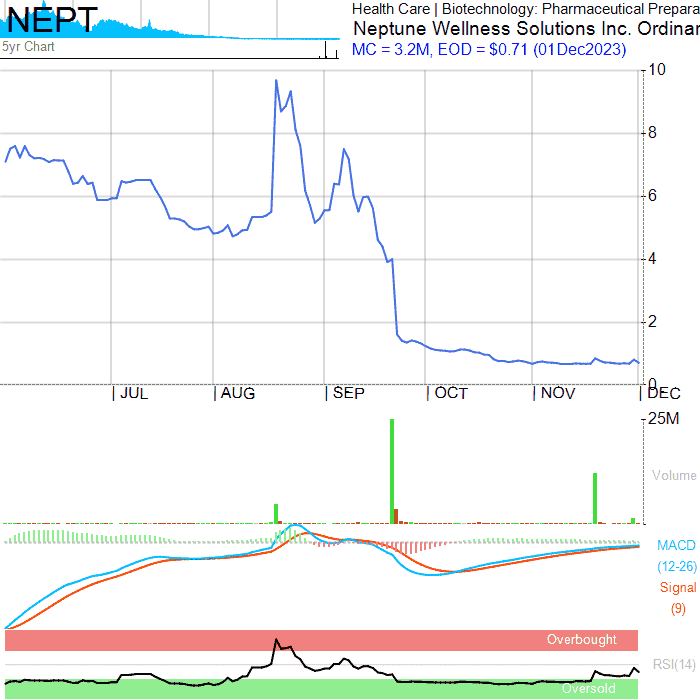 NEPT
5yr Chart
Health Care | Biotechnology: Pharmaceutical Prepara
Neptune Wellness Solutions Inc. Ordinar
MC = 3.2M, EOD = $0.71 (01Dec2023)
10
8
6
4
2
0
JUL AUG SEP OCT NOV DEC
25M
Volume
MACD
(12-26)
Signal
(9)
Overbought
RSI(14)
Oversold